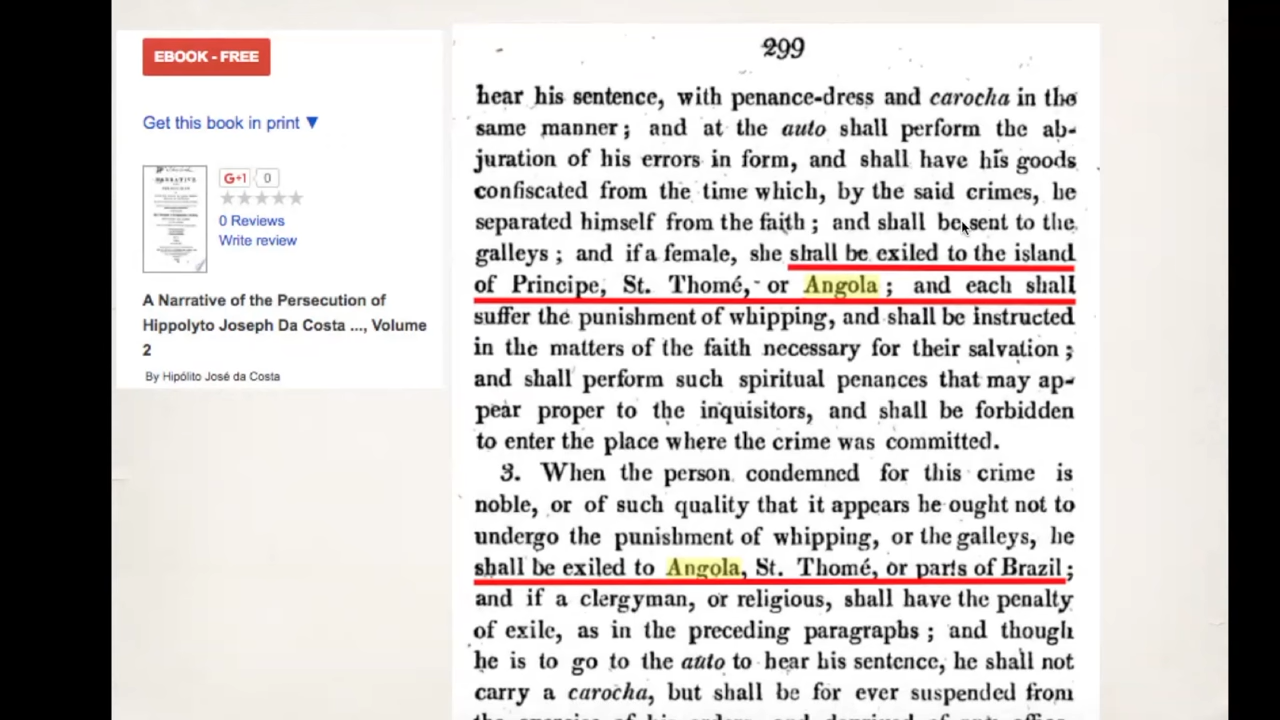 EBOOK - FREE
Get this book in print ▼
G+1 0
0 Reviews
Write review
A Narrative of the Persecution of
Hippolyto Joseph Da Costa ..., Volume
2
By Hipólito José da Costa
299
hear his sentence, with penance-dress and carocha in the
same manner; and at the auto shall perform the ab-
juration of his errors in form, and shall have his goods
confiscated from the time which, by the said crimes, he
separated himself from the faith; and shall be sent to the
galleys; and if a female, she shall be exiled to the island
of Principe, St. Thomé, or Angola; and each shall
suffer the punishment of whipping, and shall be instructed
in the matters of the faith necessary for their salvation;
and shall perform such spiritual penances that may ap-
pear proper to the inquisitors, and shall be forbidden
to enter the place where the crime was committed.
3. When the person condemned for this crime is
noble, or of such quality that it appears he ought not to
undergo the punishment of whipping, or the galleys, he
shall be exiled to Angola, St. Thomé, or parts of Brazil;
and if a clergyman, or religious, shall have the penalty
of exile, as in the preceding paragraphs; and though
he is to go to the auto to hear his sentence, he shall not
carry a carocha, but shall be for ever suspended from